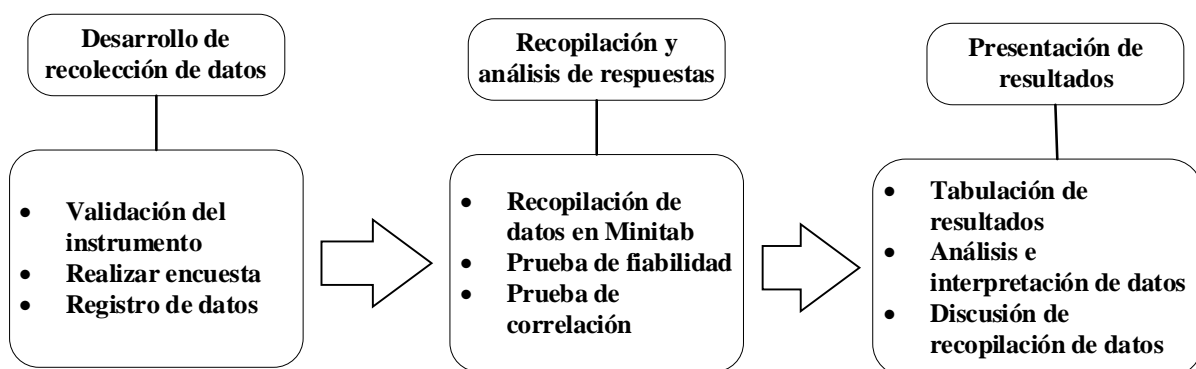 Desarrollo de
recolección de datos
• Validación del
instrumento
• Realizar encuesta
• Registro de datos
Recopilación y
análisis de respuestas
• Recopilación de
datos en Minitab
• Prueba de fiabilidad
• Prueba de
correlación
Presentación de
resultados
• Tabulación de
resultados
• Análisis e
interpretación de datos
• Discusión de
recopilación de datos